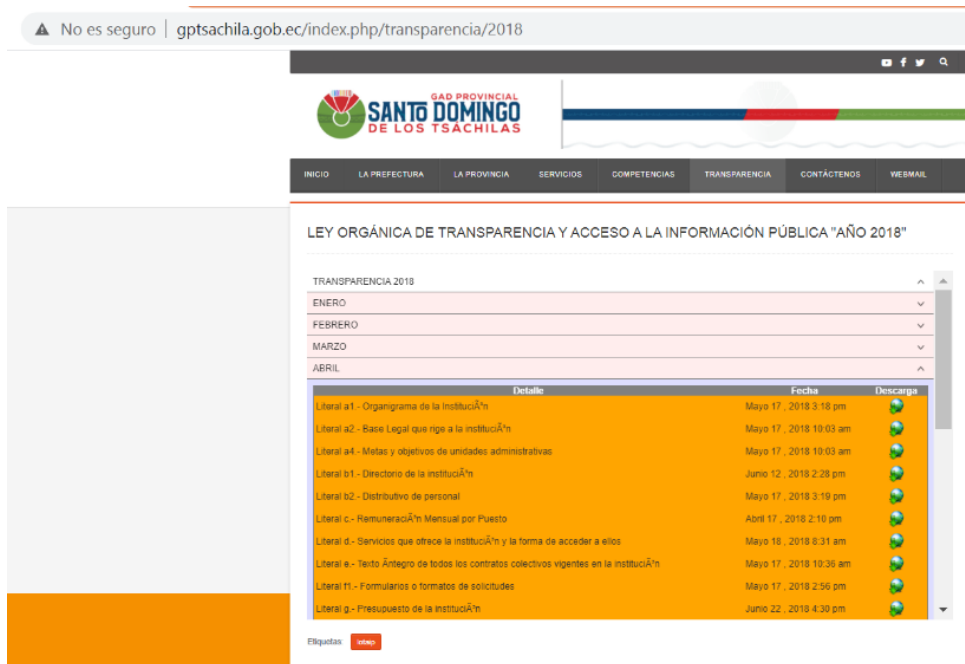 No es seguro | gptsachila.gob.ec/index.php/transparencia/2018
GAD PROVINCIAL
SANTO DOMINGO
DE LOS TSÁCHILAS
INICIO LA PREFECTURA LA PROVINCIA SERVICIOS COMPETENCIAS TRANSPARENCIA CONTÁCTENOS WEBMAIL
LEY ORGÁNICA DE TRANSPARENCIA Y ACCESO A LA INFORMACIÓN PÚBLICA "AÑO 2018"
TRANSPARENCIA 2018
ENERO
FEBRERO
MARZO
ABRIL
Detalle Fecha Descarga
Literal a1 - Organigrama de la InstituciÃ³n Mayo 17 , 2018 3:18 pm
Literal a2 - Base Legal que rige a la instituciÃ³n Mayo 17 , 2018 10:03 am
Literal a4 - Metas y objetivos de unidades administrativas Mayo 17 , 2018 10:03 am
Literal b1.- Directorio de la instituciÃ³n Junio 12 , 2018 2:28 pm
Literal b2.- Distributivo de personal Mayo 17 , 2018 3:19 pm
Literal c.- RemuneraciÃ³n Mensual por Puesto Abril 17 , 2018 2:10 pm
Literal d.- Servicios que ofrece la instituciÃ³n y la forma de acceder a ellos Mayo 18 , 2018 8:31 am
Literal e.- Texto Ãntegro de todos los contratos colectivos vigentes en la instituciÃ³n Mayo 17 , 2018 10:36 am
Literal f1.- Formularios o formatos de solicitudes Mayo 17 , 2018 2:56 pm
Literal g.- Presupuesto de la instituciÃ³n Junio 22 , 2018 4:30 pm
Etiquetas: lotaip